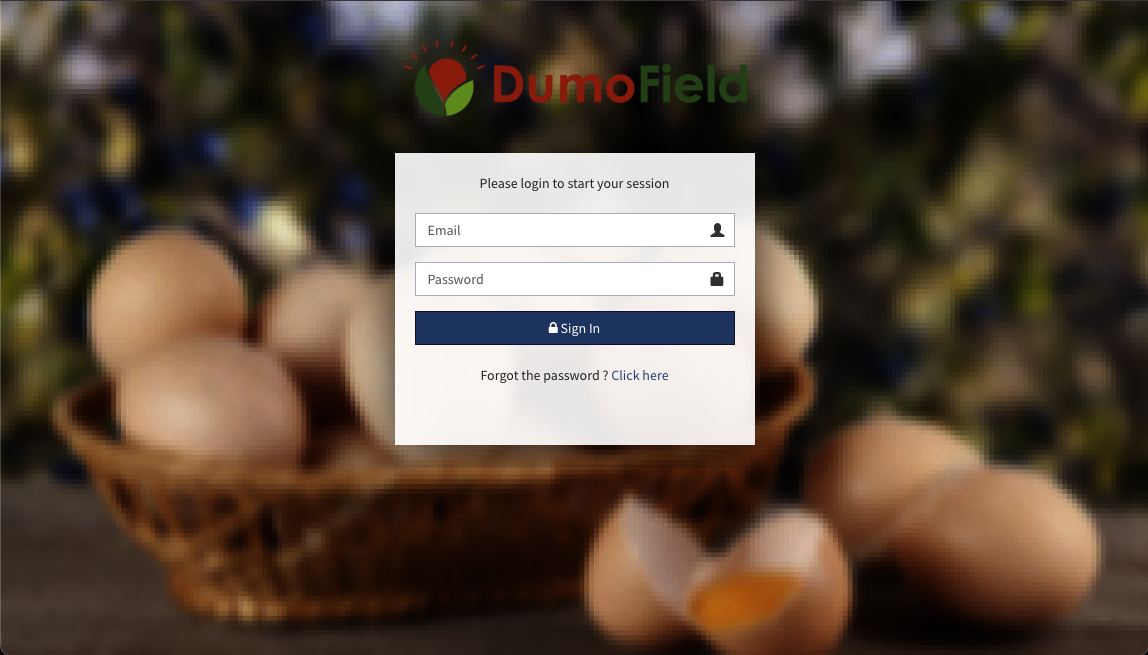 DumoField
Please login to start your session
Email
Password
Sign In
Forgot the password ? Click here